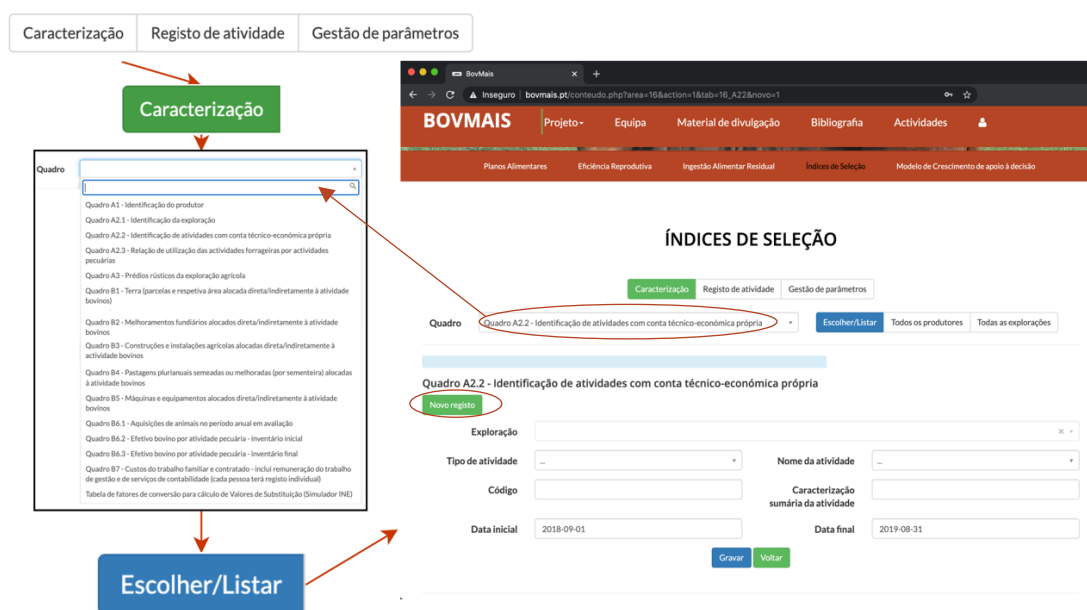 Caracterização Registo de atividade Gestão de parâmetros
Caracterização
Quadro
Quadro A1 - Identificação do produtor
Quadro A2.1 - Identificação da exploração
Quadro A2.2 - Identificação de atividades com conta técnico-económica própria
Quadro A2.3 - Relação de utilização das actividades forrageiras por actividades
pecuárias
Quadro A3 - Prédios rústicos da exploração agrícola
Quadro B1 - Terra (parcelas e respetiva área alocada direta/indiretamente à atividade
bovinos)
Quadro B2 - Melhoramentos fundiários alocados direta/indiretamente à atividade
bovinos
Quadro B3 - Construções e instalações agrícolas alocadas direta/indiretamente à
actividade bovinos
Quadro B4 - Pastagens plurianuais semeadas ou melhoradas (por sementeira) alocadas
à atividade bovinos
Quadro B5 - Máquinas e equipamentos alocados direta/indiretamente à atividade
bovinos
Quadro B6.1 - Aquisições de animais no período anual em avaliação
Quadro B6.2 - Efetivo bovino por atividade pecuária - inventário inicial
Quadro B6.3 - Efetivo bovino por atividade pecuária - inventário final
Quadro B7 - Custos do trabalho familiar e contratado - inclui remuneração do trabalho
de gestão e de serviços de contabilidade (cada pessoa terá registo individual)
Tabela de fatores de conversão para cálculo de Valores de Substituição (Simulador INE)
Escolher/Listar
BovMais
Inseguro | bovmais.pt/conteudo.php?area=16&action=1&tab=16_A22&novo=1
BOVMAIS Projeto Equipa Material de divulgação Bibliografia Actividades
Planos Alimentares Eficiência Reprodutiva Ingestão Alimentar Residual Índices de Seleção Modelo de Crescimento de apoio à decisão
ÍNDICES DE SELEÇÃO
Caracterização Registo de atividade Gestão de parâmetros
Quadro Quadro A2.2 - Identificação de atividades com conta técnico-económica própria Escolher/Listar Todos os produtores Todas as explorações
Quadro A2.2 - Identificação de atividades com conta técnico-económica própria
Novo registo
Exploração
Tipo de atividade ... Nome da atividade ...
Código Caracterização
sumária da atividade
Data inicial 2018-09-01 Data final 2019-08-31
Gravar Voltar